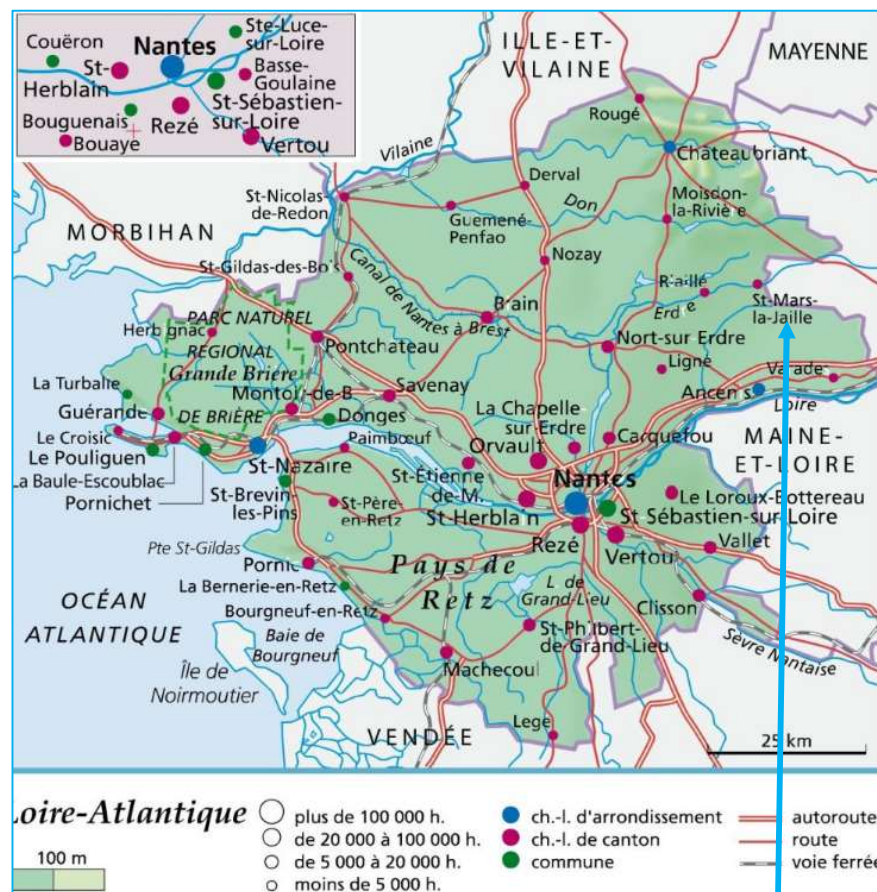 Couëron
Nantes
Ste-Luce-
sur-Loire
St-
Herblain
Basse-
Goulaine
Bouguenais
Bouaye
Rezé
St-Sébastien-
sur-Loire
Vertou
ILLE-ET-
VILAINE
MAYENNE
Rougé
Vilaine
Châteaubriant
Derval
St-Nicolas-
de-Redon
Don
Moisdon-
la-Rivière
Guemené-
Penfao
MORBIHAN
Nozay
St-Gildas-des-Bois
Canal de Nantes à Brest
Riaillé
Erdre
St-Mars-
la-Jaille
Brain
PARC NATUREL
Herbignac
RÉGIONAL
Pontchateau
Nort-sur Erdre
Grande Brière
Ligné
Varade
La Turballe
Montoir-de-B
Savenay
Ancenis
Loire
Guérande
DE BRIÈRE
Donges
La Chapelle
sur-Erdre
Le Croisic
Paimbœuf
Orvault
Carquefou
MAINE-
ET-LOIRE
Le Pouliguen
St-Nazaire
St-Étienne
de-M.
Nantes
La Baule-Escoublac
Pornichet
St-Brevin
les-Pins
St-Père-
en-Retz
St-Herblain
Le Loroux-Bottereau
St-Sébastien-sur-Loire
Rezé
Vertou
Vallet
Pte St-Gildas
Pornic
Pays de
Retz
La Bernerie-en-Retz
L de
Grand-Lieu
Clisson
OCÉAN
ATLANTIQUE
Bourgneuf-en-Retz
Baie de
Bourgneuf
St-Philbert-
de-Grand-Lieu
Sèvre Nantaise
Île de
Noirmoutier
Machecoul
VENDÉE
Lege
25 km
Loire-Atlantique
plus de 100 000 h.
de 20 000 à 100 000 h.
de 5 000 à 20 000 h.
moins de 5 000 h.
ch.-l. d'arrondissement
ch.-l. de canton
commune
autoroute
route
voie ferrée
100 m